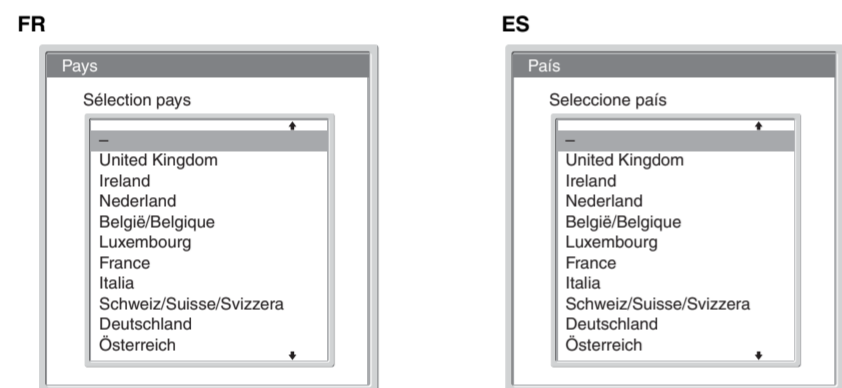 FR
Pays
Sélection pays
–
United Kingdom
Ireland
Nederland
België/Belgique
Luxembourg
France
Italia
Schweiz/Suisse/Svizzera
Deutschland
Österreich
ES
País
Seleccione país
–
United Kingdom
Ireland
Nederland
België/Belgique
Luxembourg
France
Italia
Schweiz/Suisse/Svizzera
Deutschland
Österreich